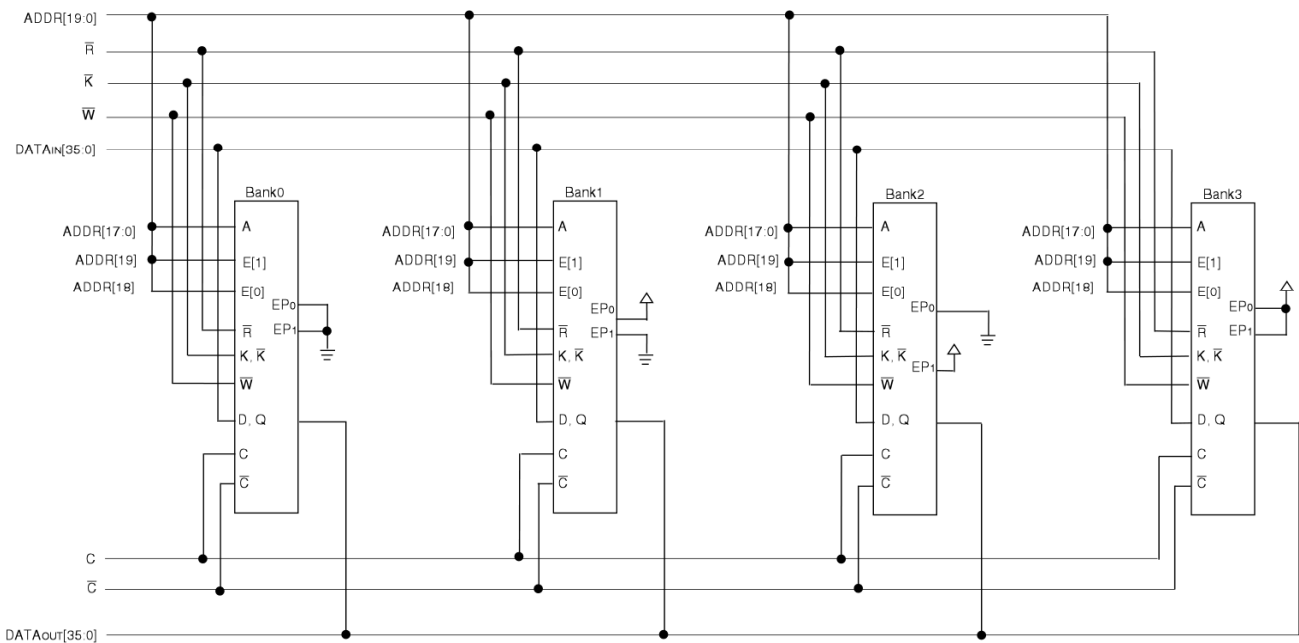 ADDR[19:0]
R̅
K̅
W̅
DATAIN[35:0]
Bank0
ADDR[17:0]
A
ADDR[19]
E[1]
ADDR[18]
E[0]
EP0
EP1
R̅
K, K̅
W̅
D, Q
C
C̅
Bank1
ADDR[17:0]
A
ADDR[19]
E[1]
ADDR[18]
E[0]
EP0
EP1
R̅
K, K̅
W̅
D, Q
C
C̅
Bank2
ADDR[17:0]
A
ADDR[19]
E[1]
ADDR[18]
E[0]
EP0
R̅
K, K̅
EP1
W̅
D, Q
C
C̅
Bank3
ADDR[17:0]
A
ADDR[19]
E[1]
ADDR[18]
E[0]
EP0
EP1
R̅
K, K̅
W̅
D, Q
C
C̅
C
C̅
DATAOUT[35:0]